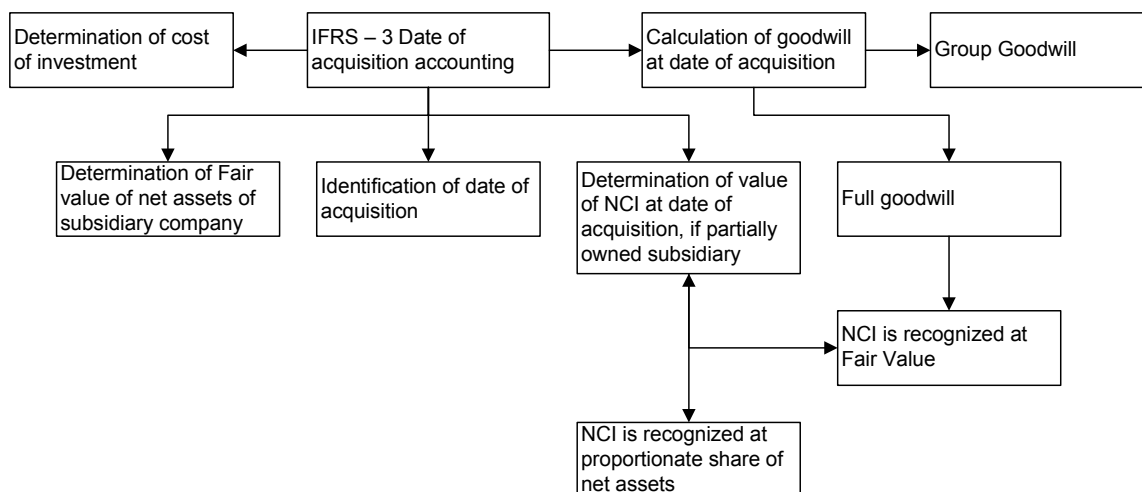 Determination of cost
of investment
IFRS – 3 Date of
acquisition accounting
Calculation of goodwill
at date of acquisition
Group Goodwill
Determination of Fair
value of net assets of
subsidiary company
Identification of date of
acquisition
Determination of value
of NCI at date of
acquisition, if partially
owned subsidiary
Full goodwill
NCI is recognized at
Fair Value
NCI is recognized at
proportionate share of
net assets